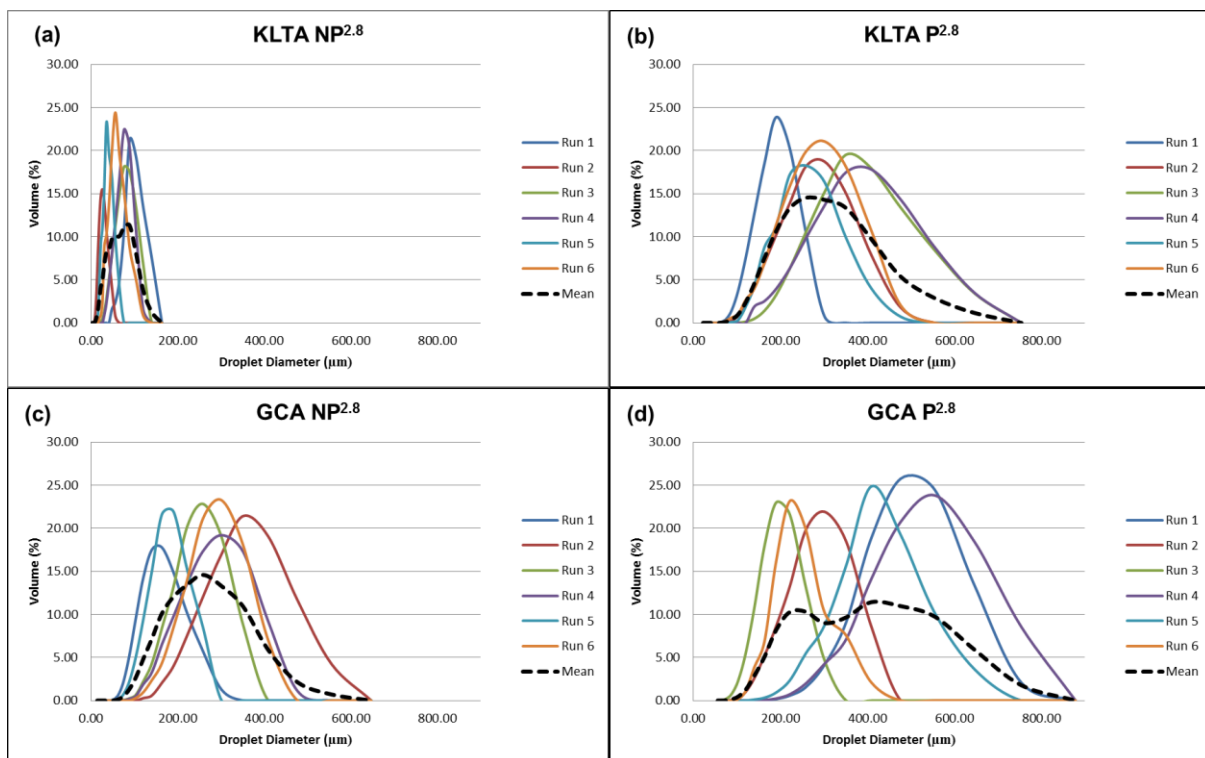 (a)
KLTA NP2.8
30.00
25.00
20.00
15.00
10.00
5.00
0.00
Volume (%)
0.00 200.00 400.00 600.00 800.00
Droplet Diameter (µm)
Run 1
Run 2
Run 3
Run 4
Run 5
Run 6
Mean
(b)
KLTA P2.8
30.00
25.00
20.00
15.00
10.00
5.00
0.00
Volume (%)
0.00 200.00 400.00 600.00 800.00
Droplet Diameter (µm)
Run 1
Run 2
Run 3
Run 4
Run 5
Run 6
Mean
(c)
GCA NP2.8
30.00
25.00
20.00
15.00
10.00
5.00
0.00
Volume (%)
0.00 200.00 400.00 600.00 800.00
Droplet Diameter (µm)
Run 1
Run 2
Run 3
Run 4
Run 5
Run 6
Mean
(d)
GCA P2.8
30.00
25.00
20.00
15.00
10.00
5.00
0.00
Volume (%)
0.00 200.00 400.00 600.00 800.00
Droplet Diameter (µm)
Run 1
Run 5
Run 3
Run 2
Run 4
Run 6
Mean